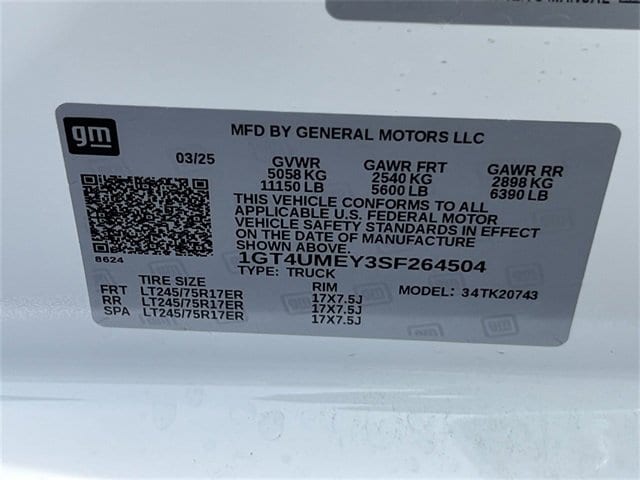 MANUAL
gm
MFD BY GENERAL MOTORS LLC
03/25
GVWR GAWR FRT GAWR RR
5058 KG 2540 KG 2898 KG
11150 LB 5600 LB 6390 LB
THIS VEHICLE CONFORMS TO ALL
APPLICABLE U.S. FEDERAL MOTOR
VEHICLE SAFETY STANDARDS IN EFFECT
ON THE DATE OF MANUFACTURE
SHOWN ABOVE.
1GT4UMEY3SF264504
TYPE: TRUCK
8624
TIRE SIZE RIM MODEL: 34TK20743
FRT LT245/75R17ER 17X7.5J
RR LT245/75R17ER 17X7.5J
SPA LT245/75R17ER 17X7.5J